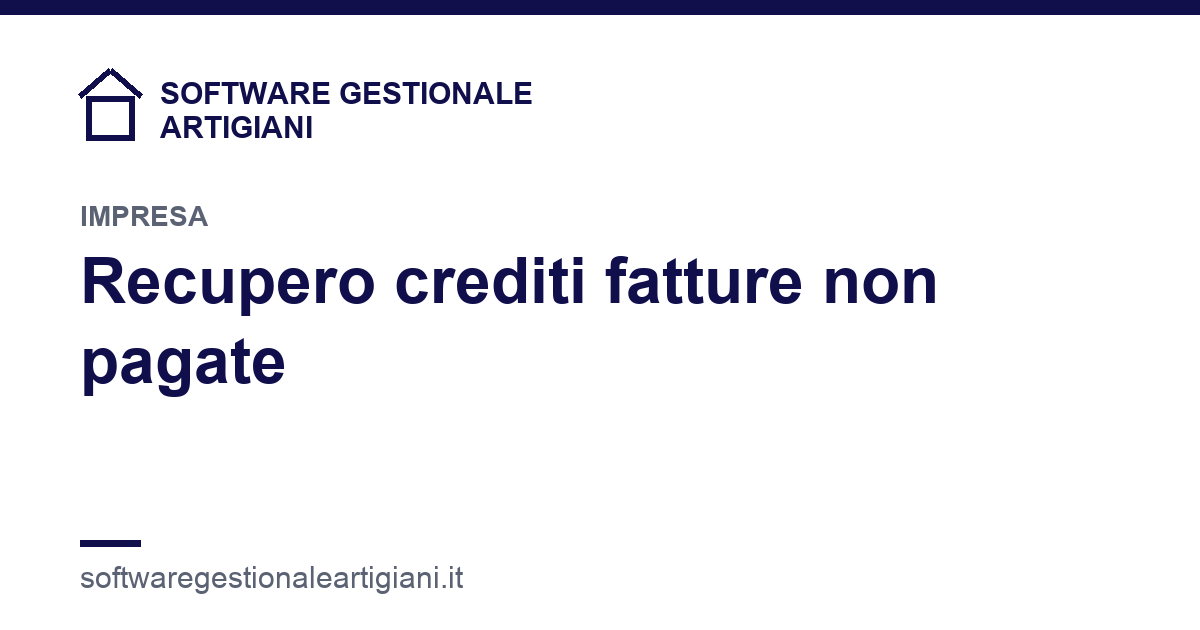 SOFTWARE GESTIONALE
ARTIGIANI
IMPRESA
Recupero crediti fatture non
pagate
softwaregestionaleartigiani.it